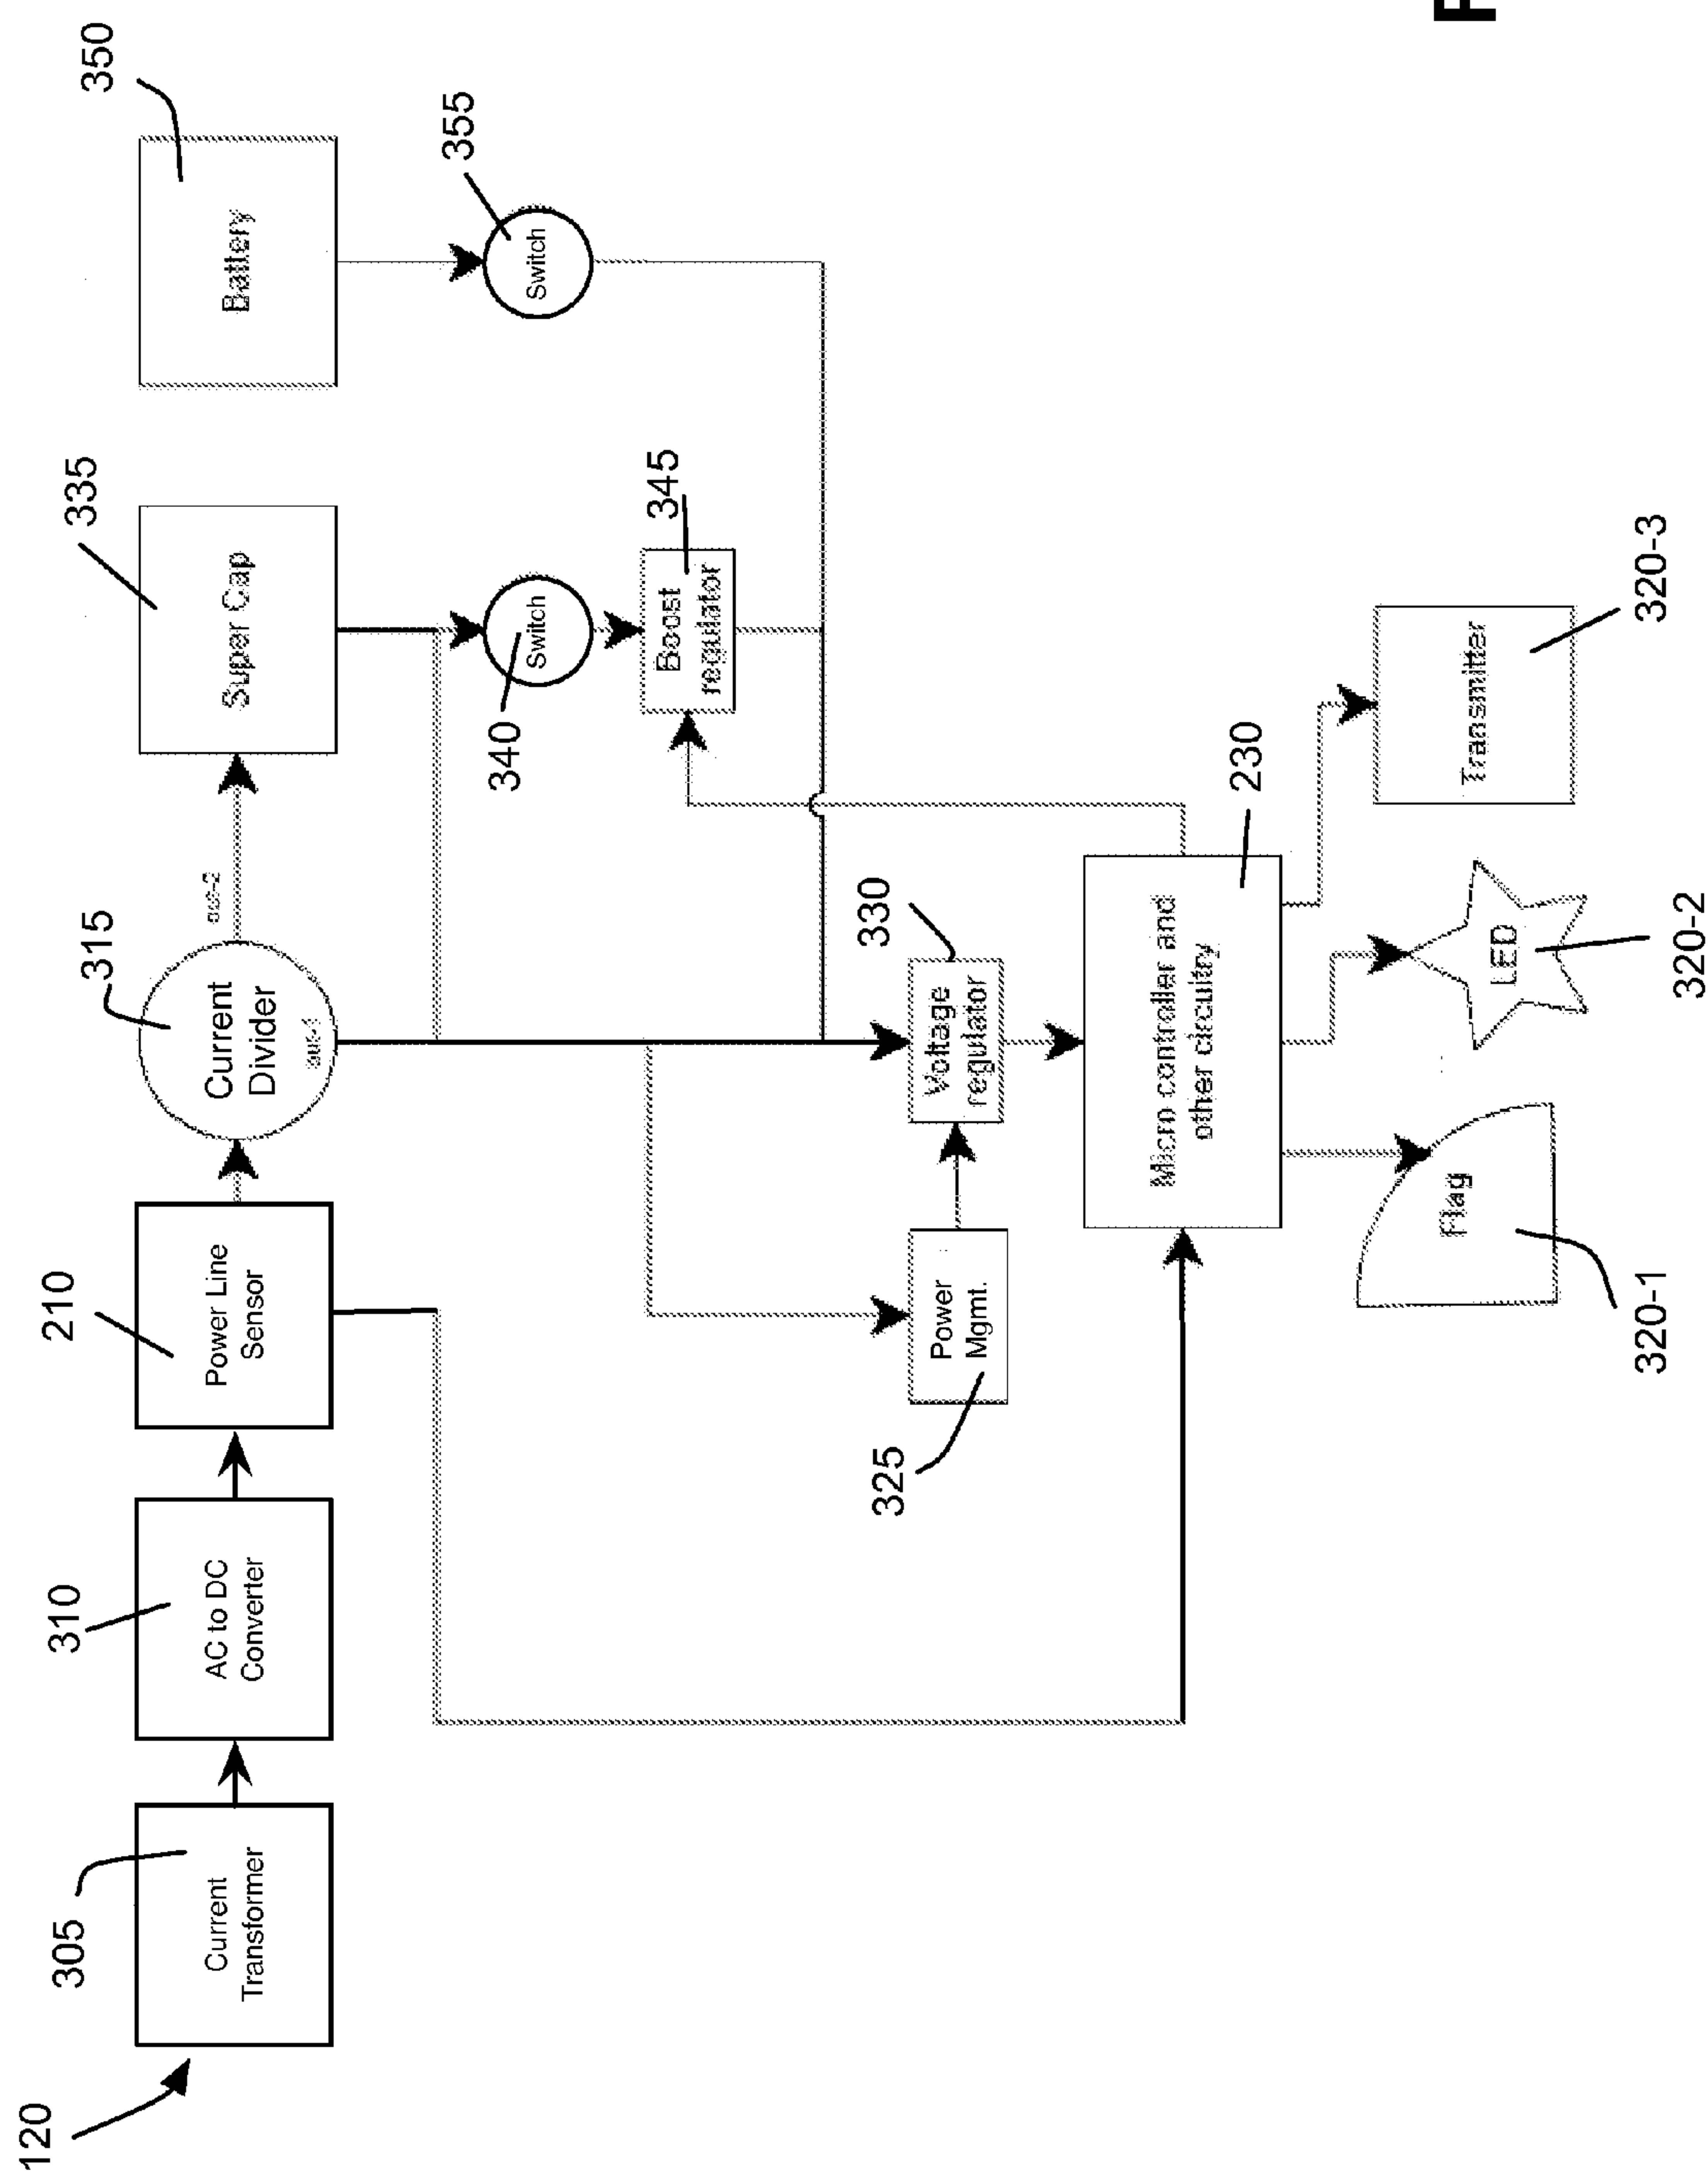 120
305
Current
Transformer
310
AC to DC
Converter
210
Power Line
Sensor
315
Current
Divider
out-1
out-2
335
Super Cap
350
Battery
340
Switch
355
Switch
345
Boost
regulator
325
Power
Mgmt.
330
Voltage
regulator
230
Micro controller and
other circuitry
Flag
320-1
LED
320-2
Transmitter
320-3
F